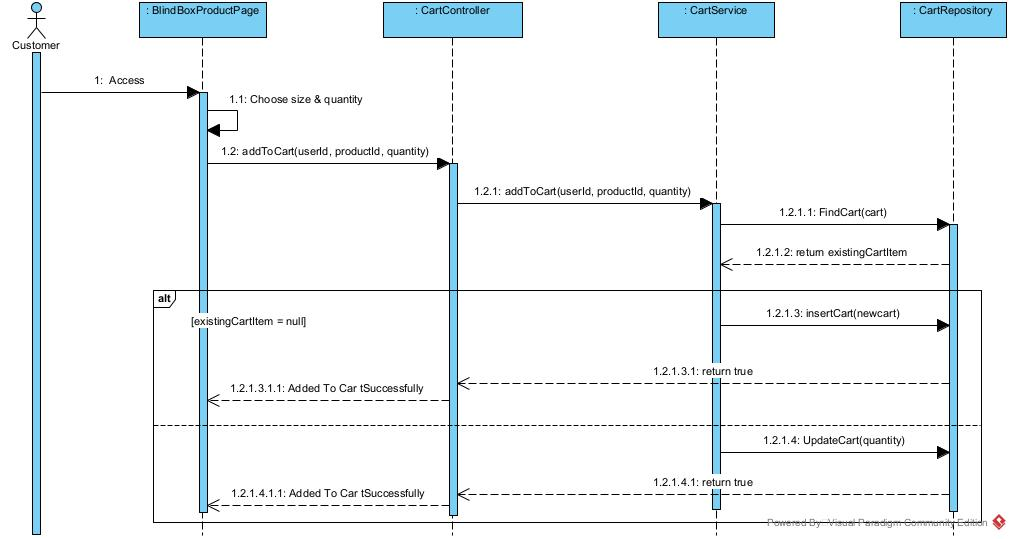 : BlindBoxProductPage
: CartController
: CartService
: CartRepository
Customer
1: Access
1.1: Choose size & quantity
1.2: addToCart(userId, productId, quantity)
1.2.1: addToCart(userId, productId, quantity)
1.2.1.1: FindCart(cart)
1.2.1.2: return existingCartItem
alt
[existingCartItem = null]
1.2.1.3: insertCart(newcart)
1.2.1.3.1: return true
1.2.1.3.1.1: Added To Car tSuccessfully
1.2.1.4: UpdateCart(quantity)
1.2.1.4.1: return true
1.2.1.4.1.1: Added To Car tSuccessfully
Powered By: Visual Paradigm Community Edition